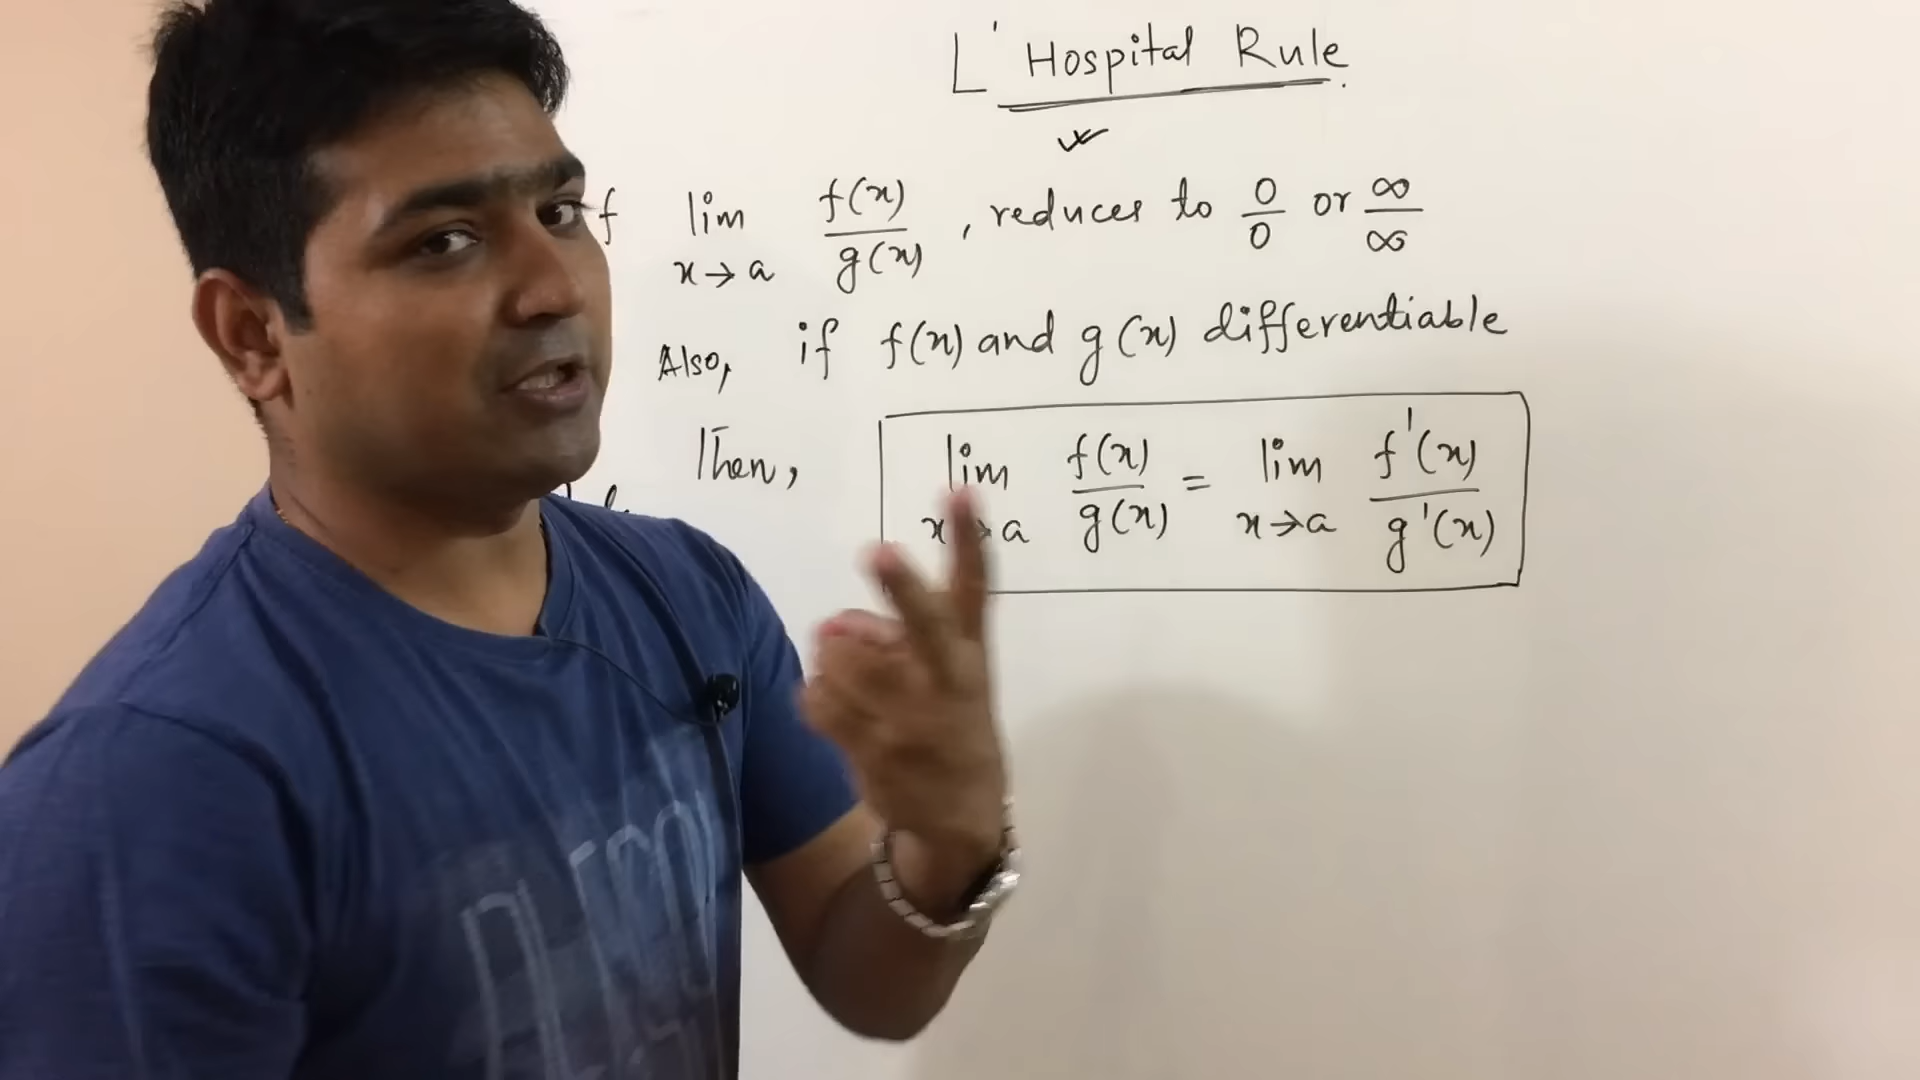 L'Hospital Rule.
f lim x→a f(x)/g(x), reduces to 0/0 or ∞/∞
Also, if f(x) and g(x) differentiable
Then, lim x→a f(x)/g(x) = lim x→a f'(x)/g'(x)